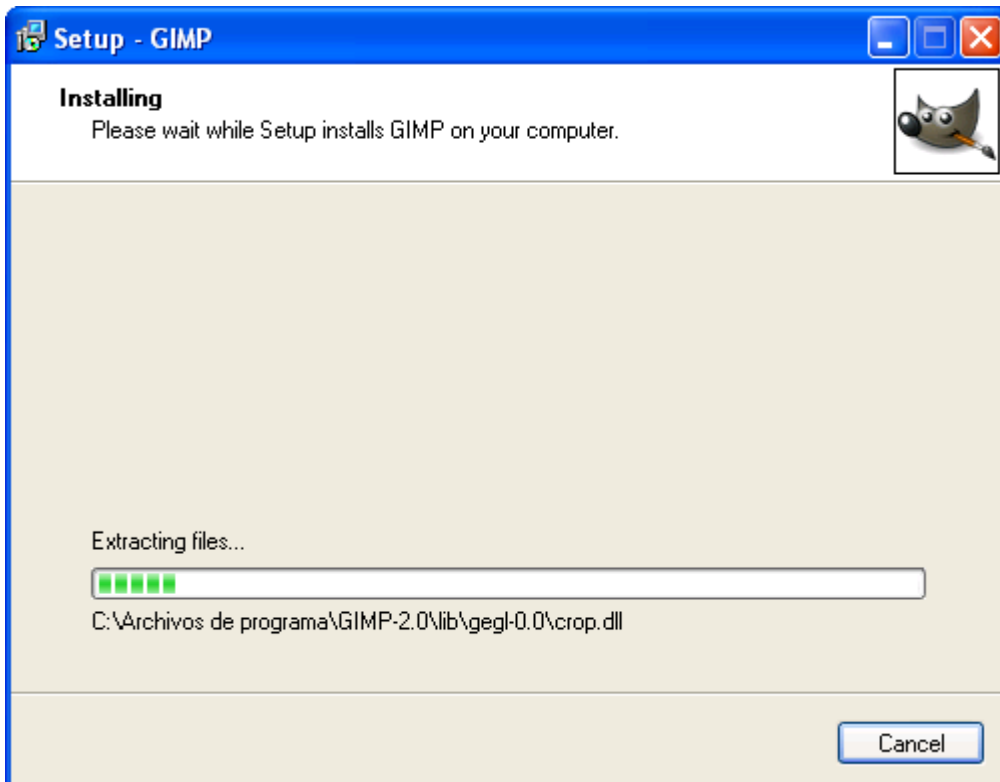 Setup - GIMP
Installing
Please wait while Setup installs GIMP on your computer.
Extracting files...
C:\Archivos de programa\GIMP-2.0\lib\gegl-0.0\crop.dll
Cancel